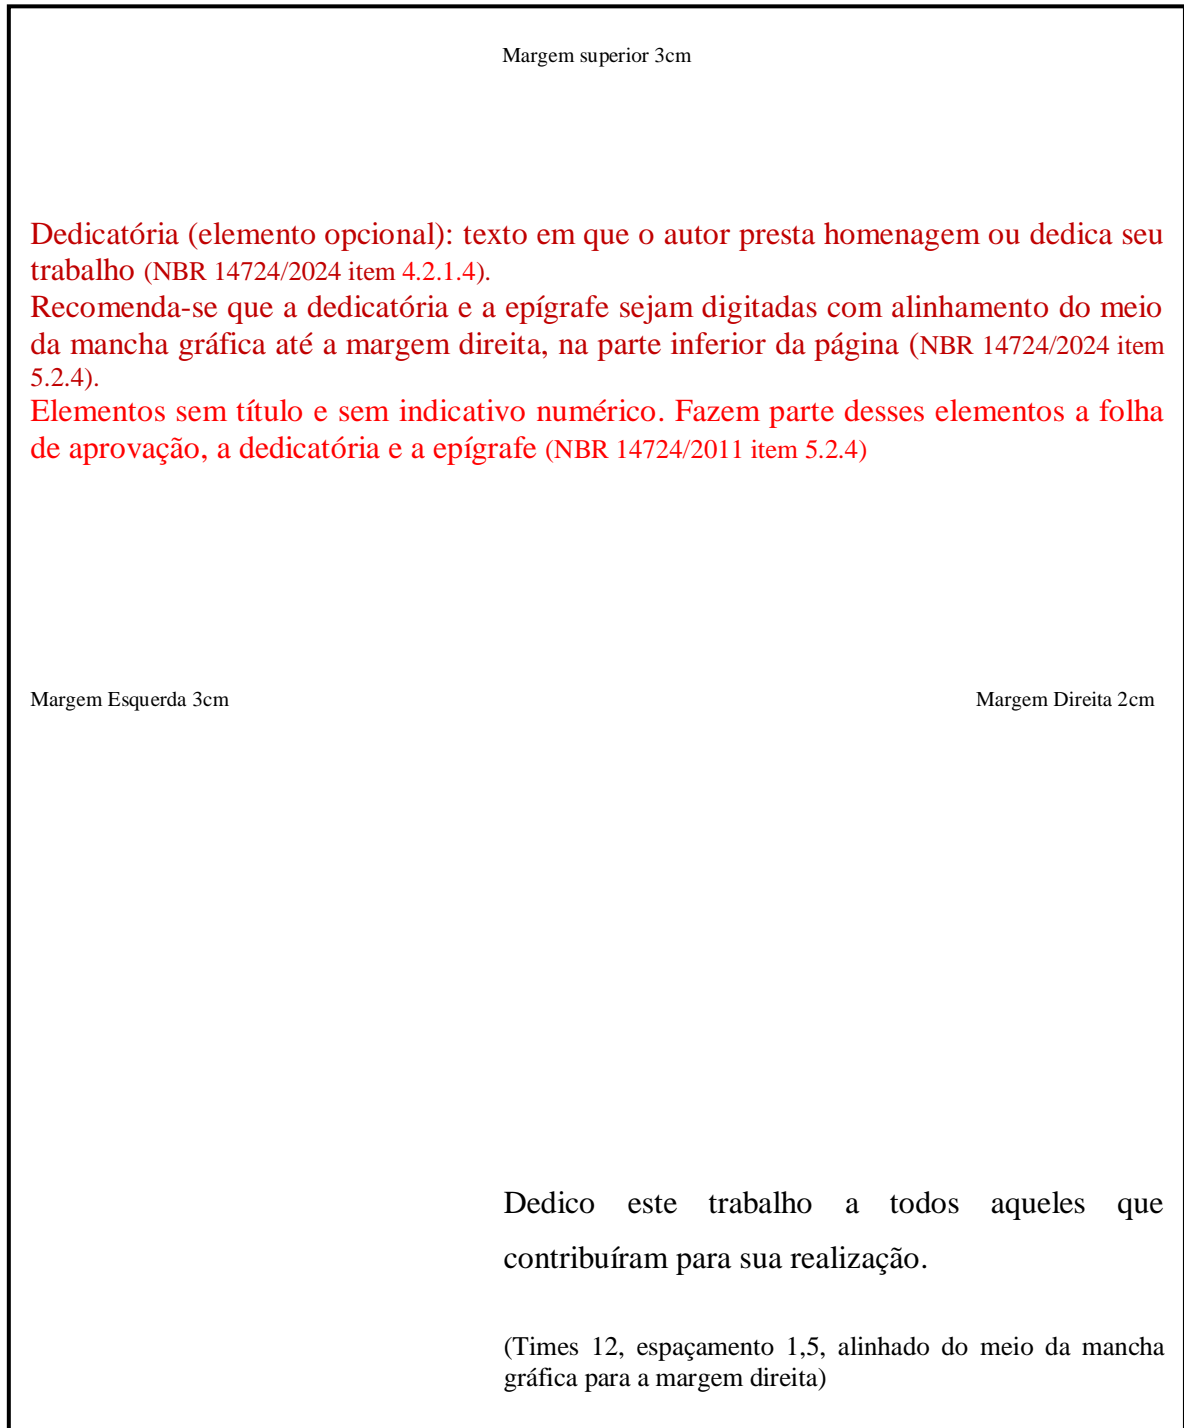 Margem superior 3cm
Dedicatória (elemento opcional): texto em que o autor presta homenagem ou dedica seu
trabalho (NBR 14724/2024 item 4.2.1.4).
Recomenda-se que a dedicatória e a epígrafe sejam digitadas com alinhamento do meio
da mancha gráfica até a margem direita, na parte inferior da página (NBR 14724/2024 item
5.2.4).
Elementos sem título e sem indicativo numérico. Fazem parte desses elementos a folha
de aprovação, a dedicatória e a epígrafe (NBR 14724/2011 item 5.2.4)
Margem Esquerda 3cm
Margem Direita 2cm
Dedico este trabalho a todos aqueles que
contribuíram para sua realização.
(Times 12, espaçamento 1,5, alinhado do meio da mancha
gráfica para a margem direita)